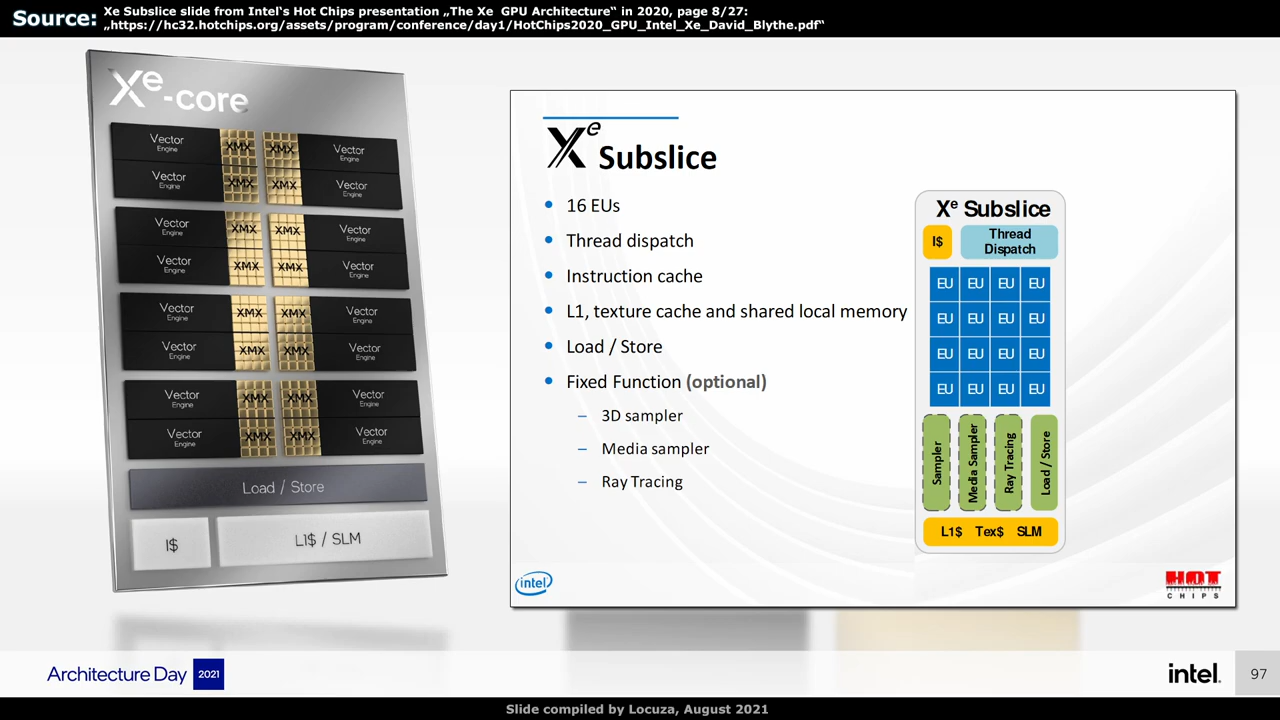 Source:
Xe Subslice slide from Intel‘s Hot Chips presentation „The Xe GPU Architecture“ in 2020, page 8/27:
„https://hc32.hotchips.org/assets/program/conference/day1/HotChips2020_GPU_Intel_Xe_David_Blythe.pdf“
Xe-core
Vector Engine XMX XMX Vector Engine
Vector Engine XMX XMX Vector Engine
Vector Engine XMX XMX Vector Engine
Vector Engine XMX XMX Vector Engine
Vector Engine XMX XMX Vector Engine
Vector Engine XMX XMX Vector Engine
Vector Engine XMX XMX Vector Engine
Vector Engine XMX XMX Vector Engine
Load / Store
I$ L1$ / SLM
Xe Subslice
• 16 EUs
• Thread dispatch
• Instruction cache
• L1, texture cache and shared local memory
• Load / Store
• Fixed Function (optional)
– 3D sampler
– Media sampler
– Ray Tracing
Xe Subslice
I$ Thread
Dispatch
EU EU EU EU
EU EU EU EU
EU EU EU EU
EU EU EU EU
Sampler
Media Sampler
Ray Tracing
Load / Store
L1$ Tex$ SLM
intel
HOT
CHIPS
Architecture Day 2021
intel.
97
Slide compiled by Locuza, August 2021